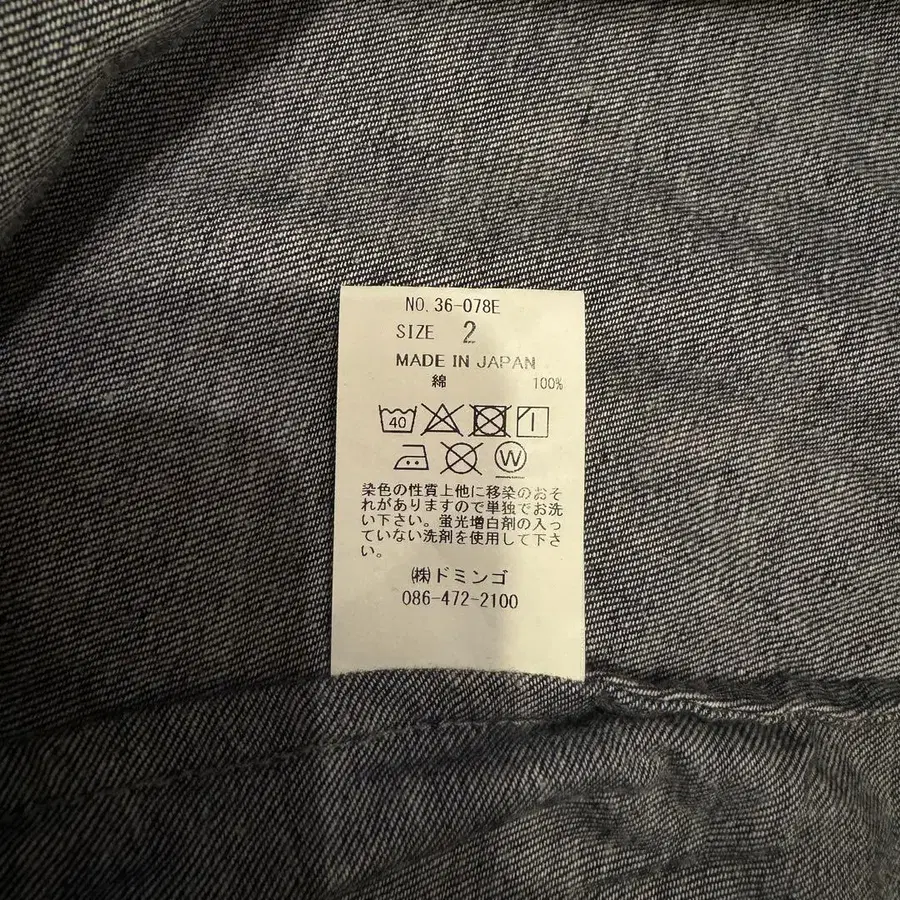 NO. 36-078E
SIZE 2
MADE IN JAPAN
綿 100%
40
W
染色の性質上他に移染のおそ
れがありますので単独でお洗
い下さい。蛍光増白剤の入っ
ていない洗剤を使用して下さ
い。
㈱ドミンゴ
086-472-2100